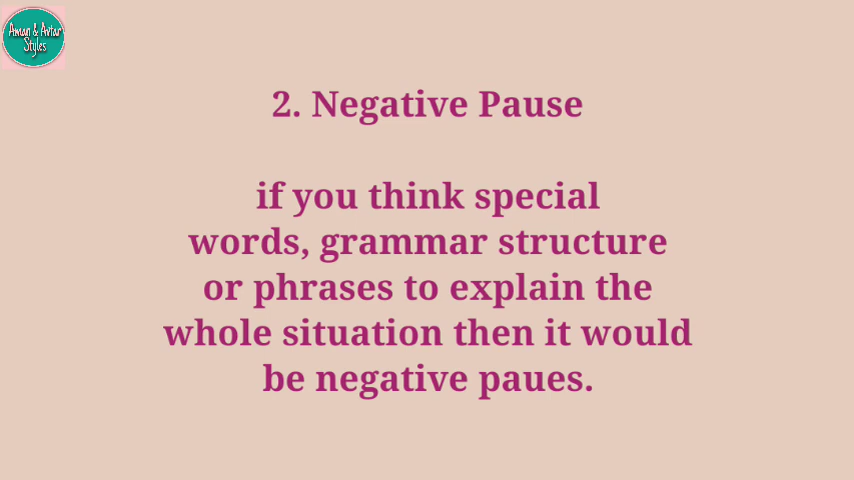 Aman & Avtar
Styles
2. Negative Pause
if you think special
words, grammar structure
or phrases to explain the
whole situation then it would
be negative paues.